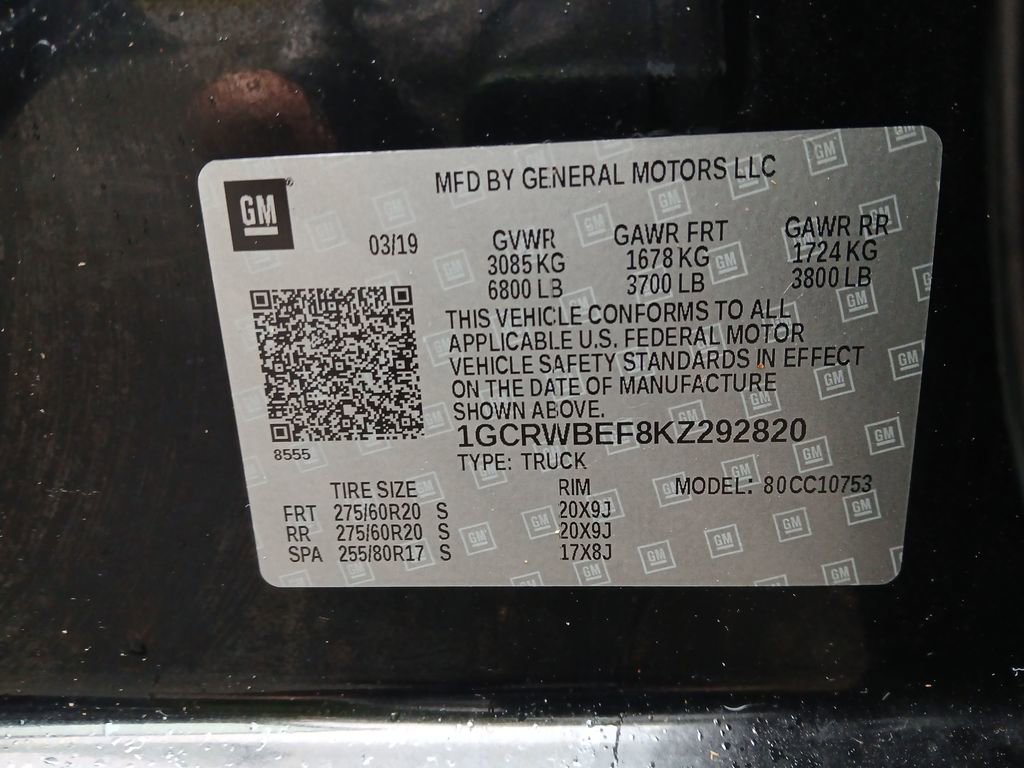 GM
MFD BY GENERAL MOTORS LLC
03/19
GVWR GAWR FRT GAWR RR
3085 KG 1678 KG 1724 KG
6800 LB 3700 LB 3800 LB
THIS VEHICLE CONFORMS TO ALL
APPLICABLE U.S. FEDERAL MOTOR
VEHICLE SAFETY STANDARDS IN EFFECT
ON THE DATE OF MANUFACTURE
SHOWN ABOVE.
1GCRWBEF8KZ292820
8555
TYPE: TRUCK
TIRE SIZE RIM MODEL: 80CC10753
FRT 275/60R20 S 20X9J
RR 275/60R20 S 20X9J
SPA 255/80R17 S 17X8J